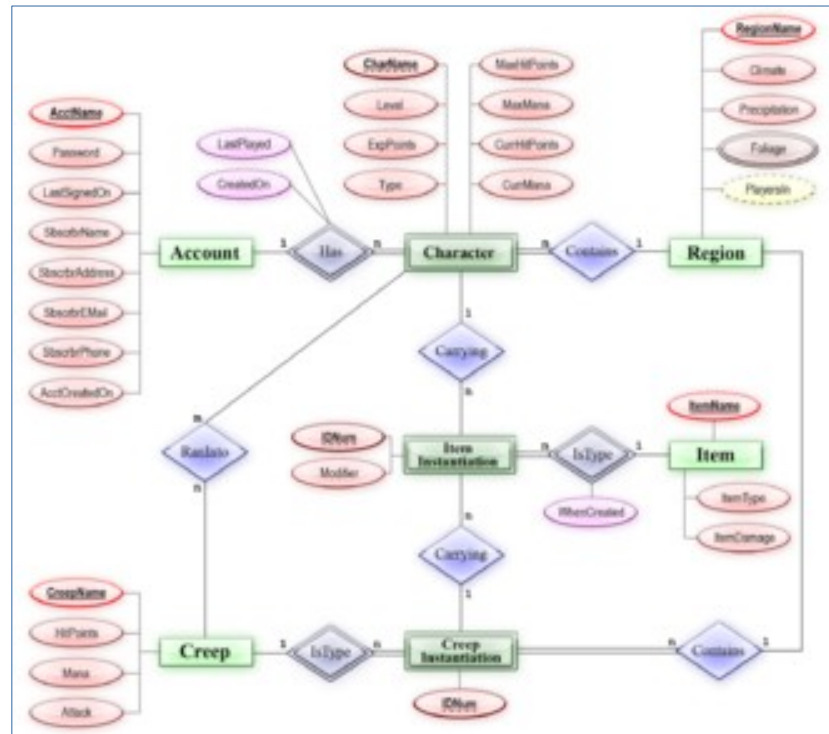 RegionName
CharName
MaxHitPoints
Climate
AcctName
Level
MaxMana
Precipitation
Password
LastPlayed
ExpPoints
CurrHitPoints
Foliage
LastSignedOn
CreatedOn
Type
CurrMana
PlayersIn
SbscrbrName
Account
1
Has
n
Character
n
Contains
1
Region
SbscrbrAddress
SbscrbrEMail
1
SbscrbrPhone
Carrying
AcctCreatedOn
n
ItemName
n
RanInto
n
IDNum
Modifier
Item
Instantiation
n
IsType
1
Item
n
WhenCreated
ItemType
Carrying
ItemDamage
CreepName
1
HitPoints
Creep
1
IsType
n
Creep
Instantiation
n
Contains
1
Mana
Attack
IDNum